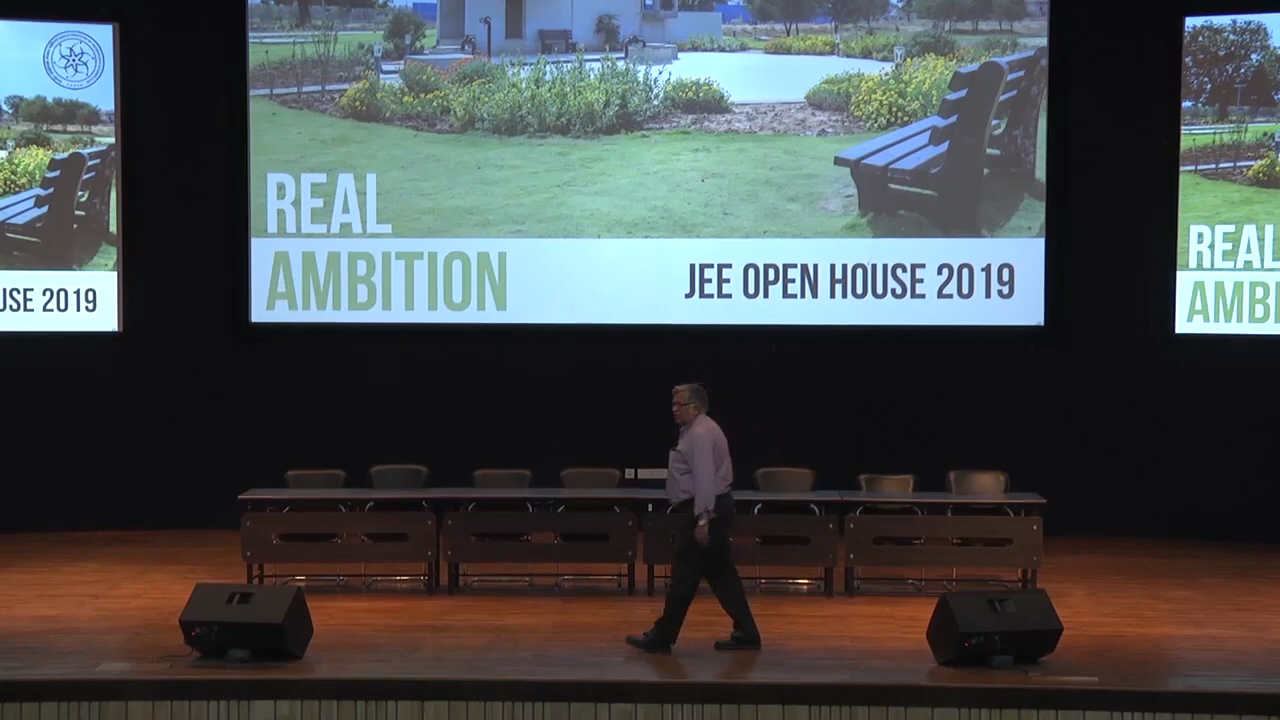 USE 2019
REAL
AMBITION
JEE OPEN HOUSE 2019
REAL
AMBI